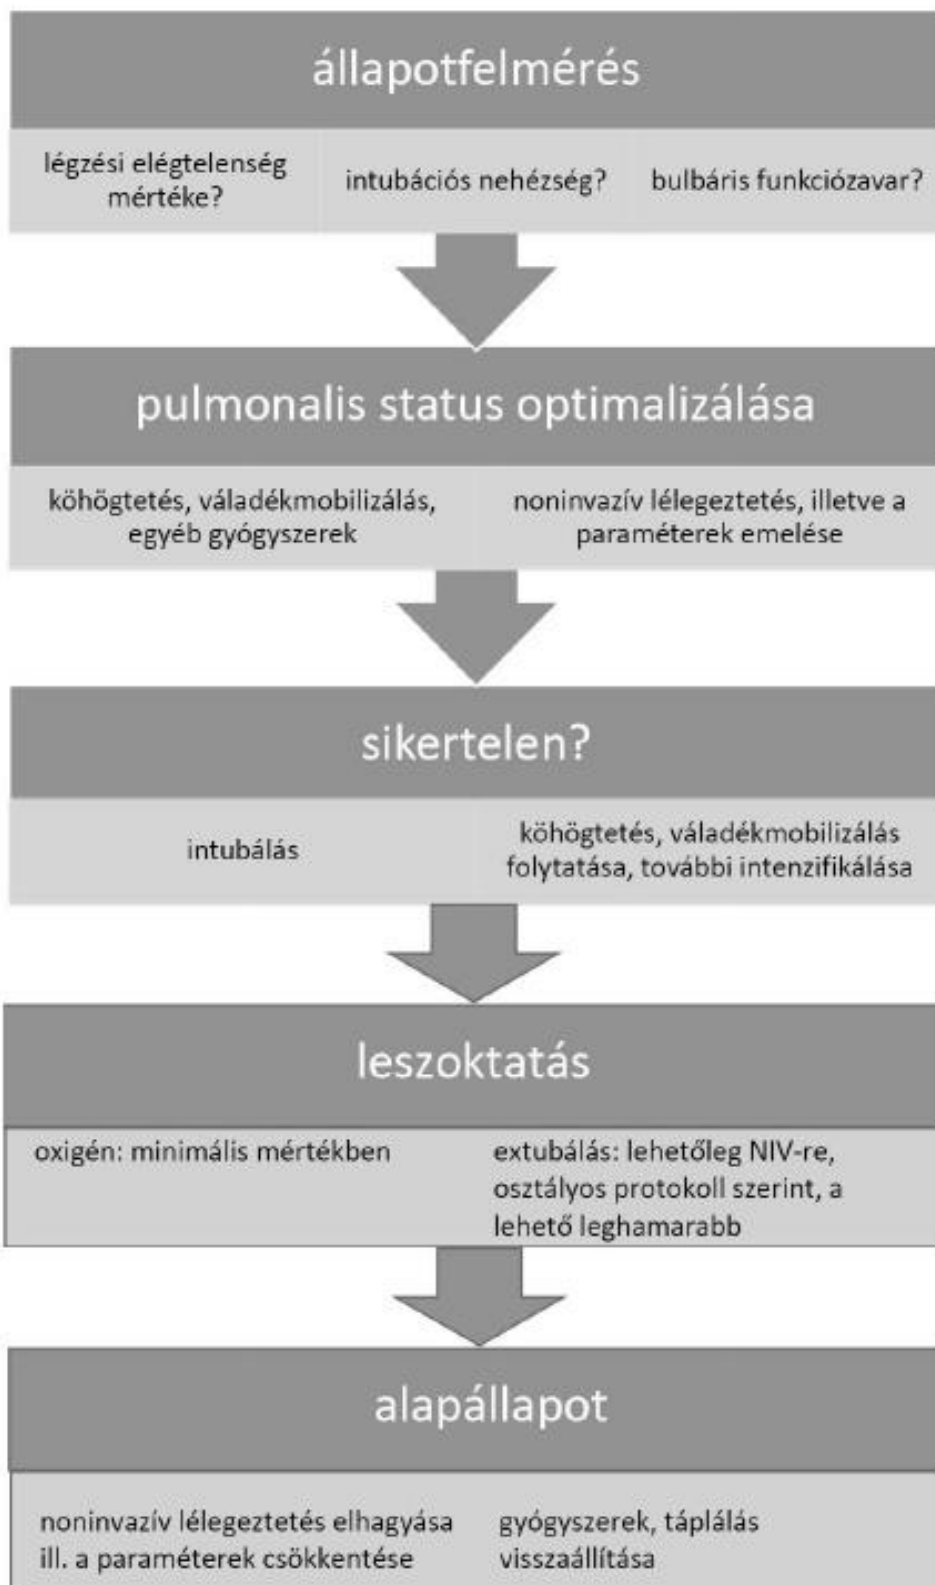 állapotfelmérés
légzési elégtelenség
mértéke?
intubációs nehézség?
bulbáris funkciózavar?
pulmonalis status optimalizálása
köhögtetés, váladékmobilizálás,
egyéb gyógyszerek
noninvazív lélegeztetés, illetve a
paraméterek emelése
sikertelen?
intubálás
köhögtetés, váladékmobilizálás
folytatása, további intenzifikálása
leszoktatás
oxigén: minimális mértékben
extubálás: lehetőleg NIV-re,
osztályos protokoll szerint, a
lehető leghamarabb
alapállapot
noninvazív lélegeztetés elhagyása
ill. a paraméterek csökkentése
gyógyszerek, táplálás
visszaállítása